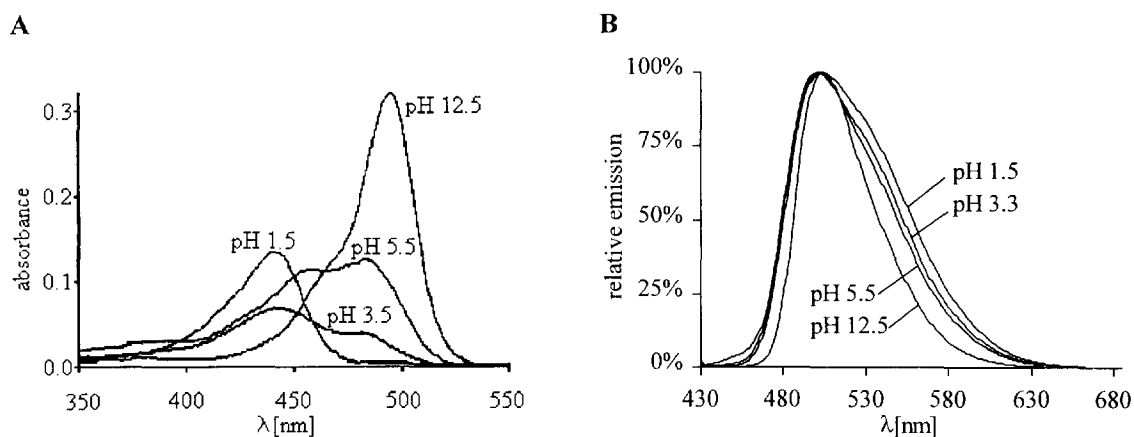 A
absorbance
0.3
0.2
0.1
0.0
pH 12.5
pH 1.5
pH 5.5
pH 3.5
350
400
450
500
550
λ[nm]
B
relative emission
100%
75%
50%
25%
0%
pH 1.5
pH 3.3
pH 5.5
pH 12.5
430
480
530
580
630
680
λ[nm]